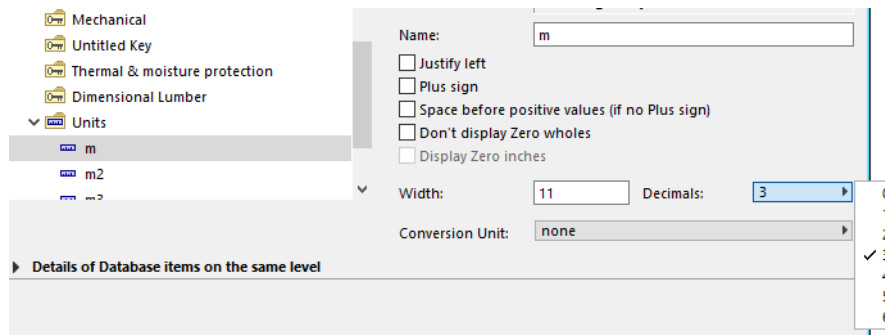 Mechanical
Untitled Key
Thermal & moisture protection
Dimensional Lumber
Units
m
m2
Name:
m
Justify left
Plus sign
Space before positive values (if no Plus sign)
Don't display Zero wholes
Display Zero inches
Width:
11
Decimals:
3
Conversion Unit:
none
Details of Database items on the same level